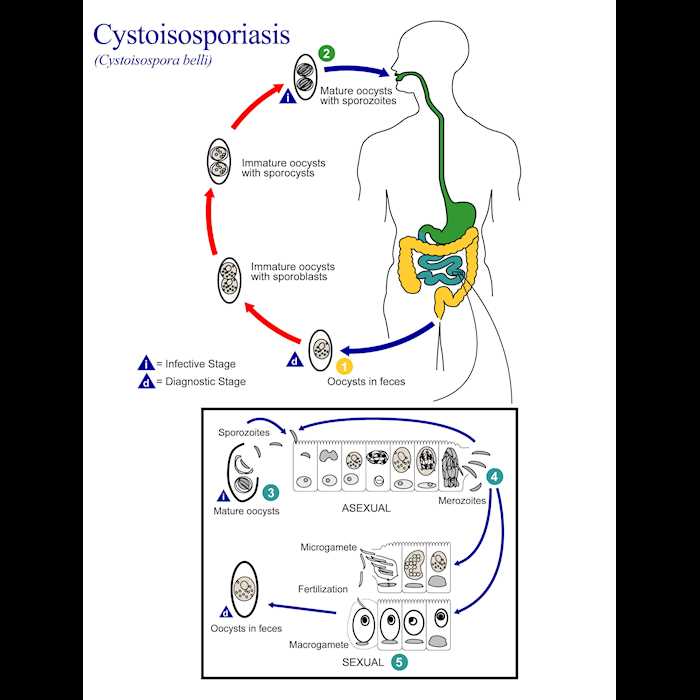 Cystoisosporiasis
(Cystoisospora belli)
2
i
Mature oocysts
with sporozoites
Immature oocysts
with sporocysts
Immature oocysts
with sporoblasts
d
1
Oocysts in feces
i = Infective Stage
d = Diagnostic Stage
Sporozoites
3
i
Mature oocysts
ASEXUAL
4
Merozoites
Microgamete
Fertilization
d
Oocysts in feces
Macrogamete
SEXUAL 5